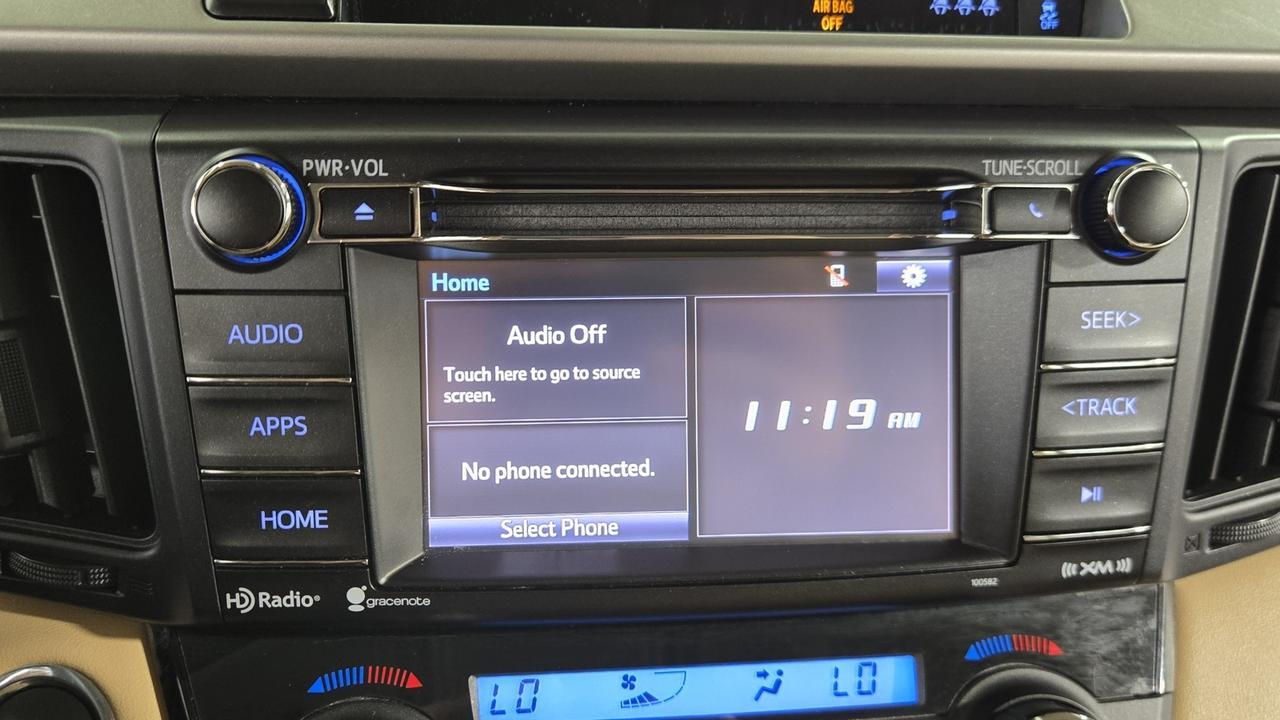 AIR BAG
OFF
OFF
PWR·VOL
TUNE·SCROLL
Home
AUDIO
Audio Off
SEEK>
Touch here to go to source
screen.
APPS
11:19 AM
<TRACK
No phone connected.
HOME
Select Phone
HD Radio®
gracenote
100582
((( XM )))
LO
LO